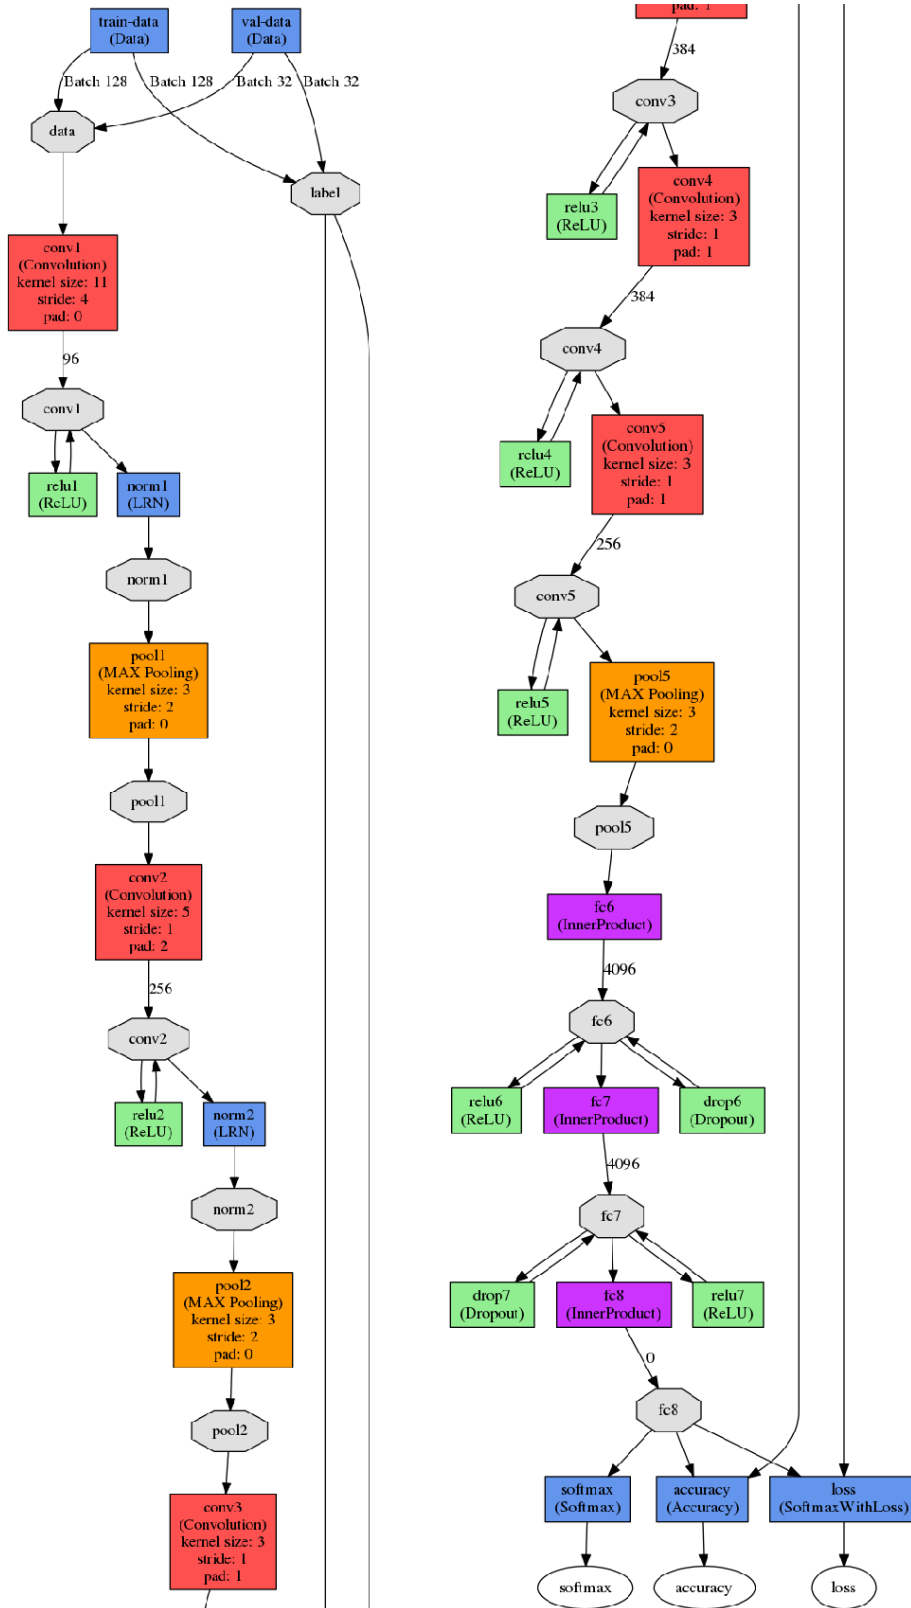 train-data
(Data)
val-data
(Data)
Batch 128
Batch 128
Batch 32
Batch 32
data
label
conv1
(Convolution)
kernel size: 11
stride: 4
pad: 0
96
conv1
relu1
(ReLU)
norm1
(LRN)
norm1
pool1
(MAX Pooling)
kernel size: 3
stride: 2
pad: 0
pool1
conv2
(Convolution)
kernel size: 5
stride: 1
pad: 2
256
conv2
relu2
(ReLU)
norm2
(LRN)
norm2
pool2
(MAX Pooling)
kernel size: 3
stride: 2
pad: 0
pool2
conv3
(Convolution)
kernel size: 3
stride: 1
pad: 1
pad: 1
384
conv3
relu3
(ReLU)
conv4
(Convolution)
kernel size: 3
stride: 1
pad: 1
384
conv4
relu4
(ReLU)
conv5
(Convolution)
kernel size: 3
stride: 1
pad: 1
256
conv5
relu5
(ReLU)
pool5
(MAX Pooling)
kernel size: 3
stride: 2
pad: 0
pool5
fc6
(InnerProduct)
4096
fc6
relu6
(ReLU)
fc7
(InnerProduct)
drop6
(Dropout)
4096
fc7
drop7
(Dropout)
fc8
(InnerProduct)
relu7
(ReLU)
0
fc8
softmax
(Softmax)
accuracy
(Accuracy)
loss
(SoftmaxWithLoss)
softmax
accuracy
loss